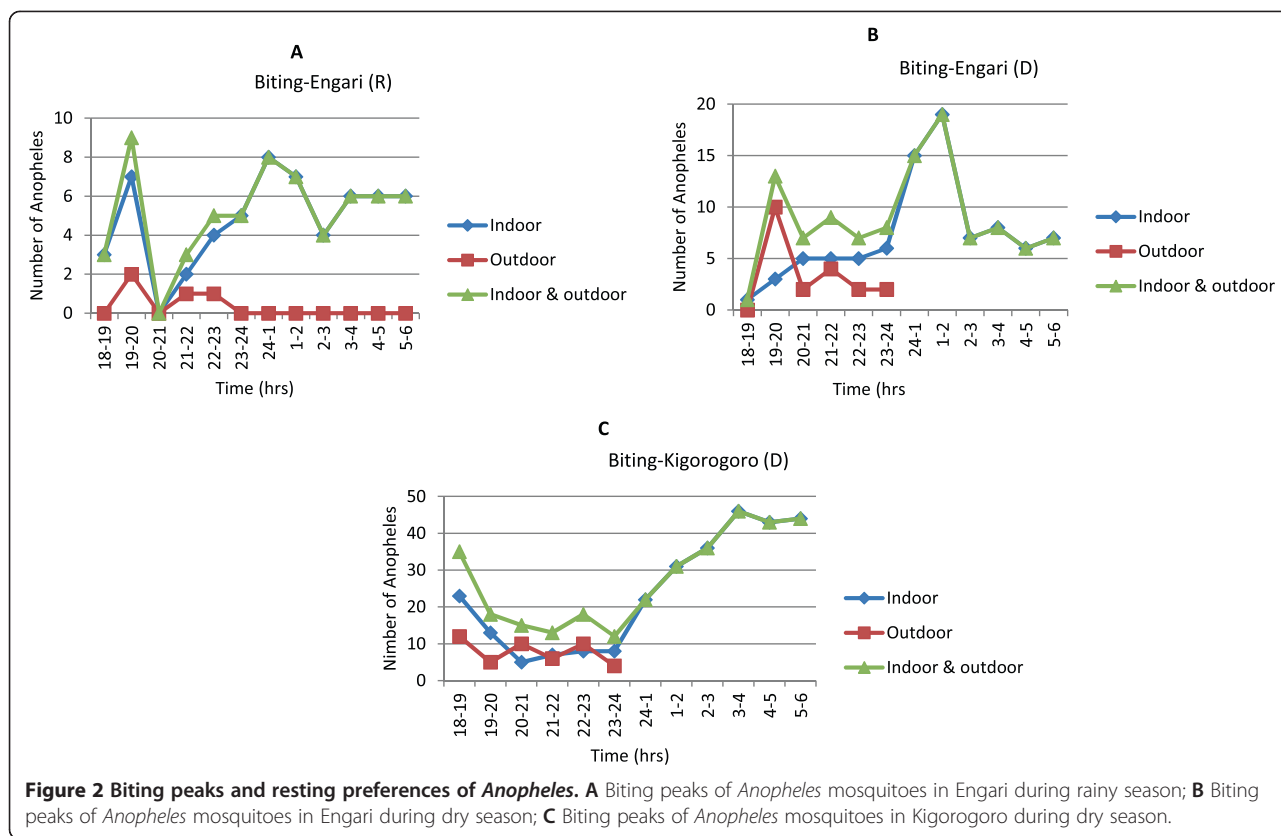 A
Biting-Engari (R)
Number of Anopheles
10
8
6
4
2
0
18-19
19-20
20-21
21-22
22-23
23-24
24-1
1-2
2-3
3-4
4-5
5-6
Time (hrs)
Indoor
Outdoor
Indoor & outdoor
B
Biting-Engari (D)
Number of Anopheles
20
15
10
5
0
18-19
19-20
20-21
21-22
22-23
23-24
24-1
1-2
2-3
3-4
4-5
5-6
Time (hrs
Indoor
Outdoor
Indoor & outdoor
C
Biting-Kigorogoro (D)
Nimber of Anopheles
50
40
30
20
10
0
18-19
19-20
20-21
21-22
22-23
23-24
24-1
1-2
2-3
3-4
4-5
5-6
Time (hrs)
Indoor
Outdoor
Indoor & outdoor
Figure 2 Biting peaks and resting preferences of Anopheles. A Biting peaks of Anopheles mosquitoes in Engari during rainy season; B Biting
peaks of Anopheles mosquitoes in Engari during dry season; C Biting peaks of Anopheles mosquitoes in Kigorogoro during dry season.